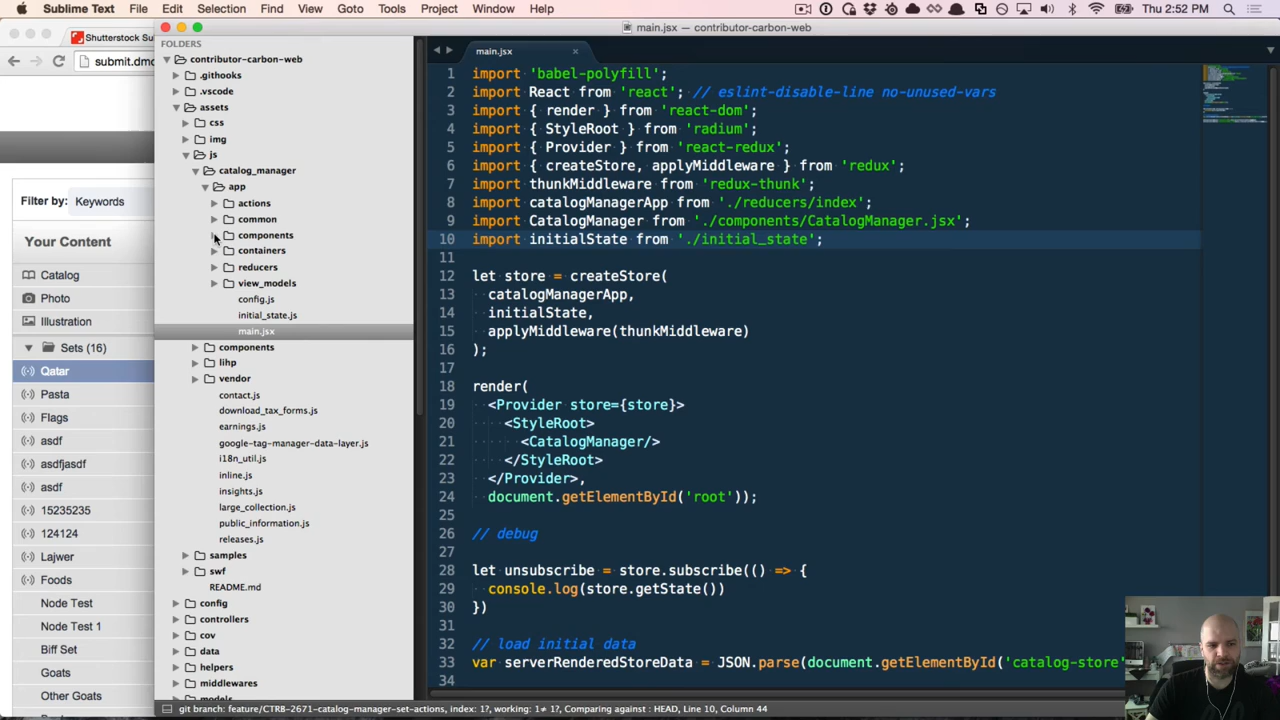 Sublime Text File Edit Selection Find View Goto Tools Project Window Help Thu 2:52 PM
main.jsx — contributor-carbon-web
Shutterstock Su
submit.dmo
Filter by: Keywords
Your Content
Catalog
Photo
Illustration
Sets (16)
Qatar
Pasta
Flags
asdf
asdfjasdf
asdf
15235235
124124
Lajwer
Foods
Node Test
Node Test 1
Biff Set
Goats
Other Goats
FOLDERS
contributor-carbon-web
.githooks
.vscode
assets
css
img
js
catalog_manager
app
actions
common
components
containers
reducers
view_models
config.js
initial_state.js
main.jsx
components
lihp
vendor
contact.js
download_tax_forms.js
earnings.js
google-tag-manager-data-layer.js
i18n_util.js
inline.js
insights.js
large_collection.js
public_information.js
releases.js
samples
swf
README.md
config
controllers
cov
data
helpers
middlewares
models
main.jsx ×
1 import 'babel-polyfill';
2 import React from 'react'; // eslint-disable-line no-unused-vars
3 import { render } from 'react-dom';
4 import { StyleRoot } from 'radium';
5 import { Provider } from 'react-redux';
6 import { createStore, applyMiddleware } from 'redux';
7 import thunkMiddleware from 'redux-thunk';
8 import catalogManagerApp from './reducers/index';
9 import CatalogManager from './components/CatalogManager.jsx';
10 import initialState from './initial_state';
11
12 let store = createStore(
13 catalogManagerApp,
14 initialState,
15 applyMiddleware(thunkMiddleware)
16 );
17
18 render(
19 <Provider store={store}>
20 <StyleRoot>
21 <CatalogManager/>
22 </StyleRoot>
23 </Provider>,
24 document.getElementById('root'));
25
26 // debug
27
28 let unsubscribe = store.subscribe(() => {
29 console.log(store.getState())
30 })
31
32 // load initial data
33 var serverRenderedStoreData = JSON.parse(document.getElementById('catalog-store'
34
git branch: feature/CTRB-2671-catalog-manager-set-actions, index: 1?, working: 1≠ 1?, Comparing against : HEAD, Line 10, Column 44